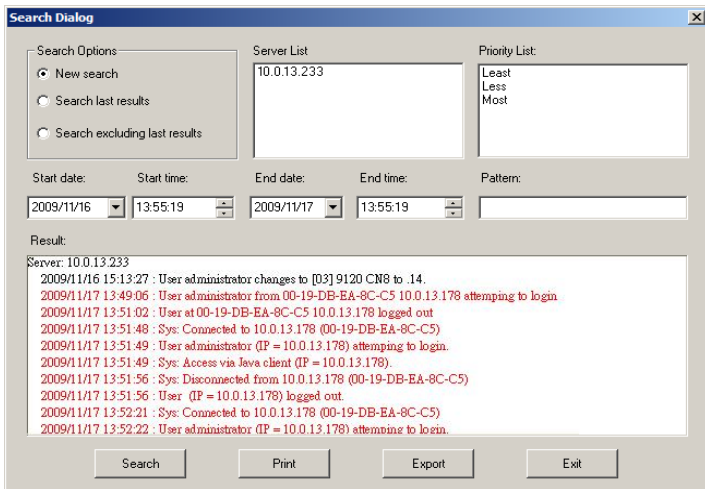 Search Dialog
Search Options
New search
Search last results
Search excluding last results
Server List
10.0.13.233
Priority List:
Least
Less
Most
Start date:
Start time:
End date:
End time:
Pattern:
2009/11/16
13:55:19
2009/11/17
13:55:19
Result:
Server: 10.0.13.233
2009/11/16 15:13:27 : User administrator changes to [03] 9120 CN8 to .14.
2009/11/17 13:49:06 : User administrator from 00-19-DB-EA-8C-C5 10.0.13.178 attemping to login
2009/11/17 13:51:02 : User at 00-19-DB-EA-8C-C5 10.0.13.178 logged out
2009/11/17 13:51:48 : Sys: Connected to 10.0.13.178 (00-19-DB-EA-8C-C5)
2009/11/17 13:51:49 : User administrator (IP = 10.0.13.178) attemping to login.
2009/11/17 13:51:49 : Sys: Access via Java client (IP = 10.0.13.178).
2009/11/17 13:51:56 : Sys: Disconnected from 10.0.13.178 (00-19-DB-EA-8C-C5)
2009/11/17 13:51:56 : User (IP = 10.0.13.178) logged out.
2009/11/17 13:52:21 : Sys: Connected to 10.0.13.178 (00-19-DB-EA-8C-C5)
2009/11/17 13:52:22 : User administrator (IP = 10.0.13.178) attemping to login.
Search
Print
Export
Exit